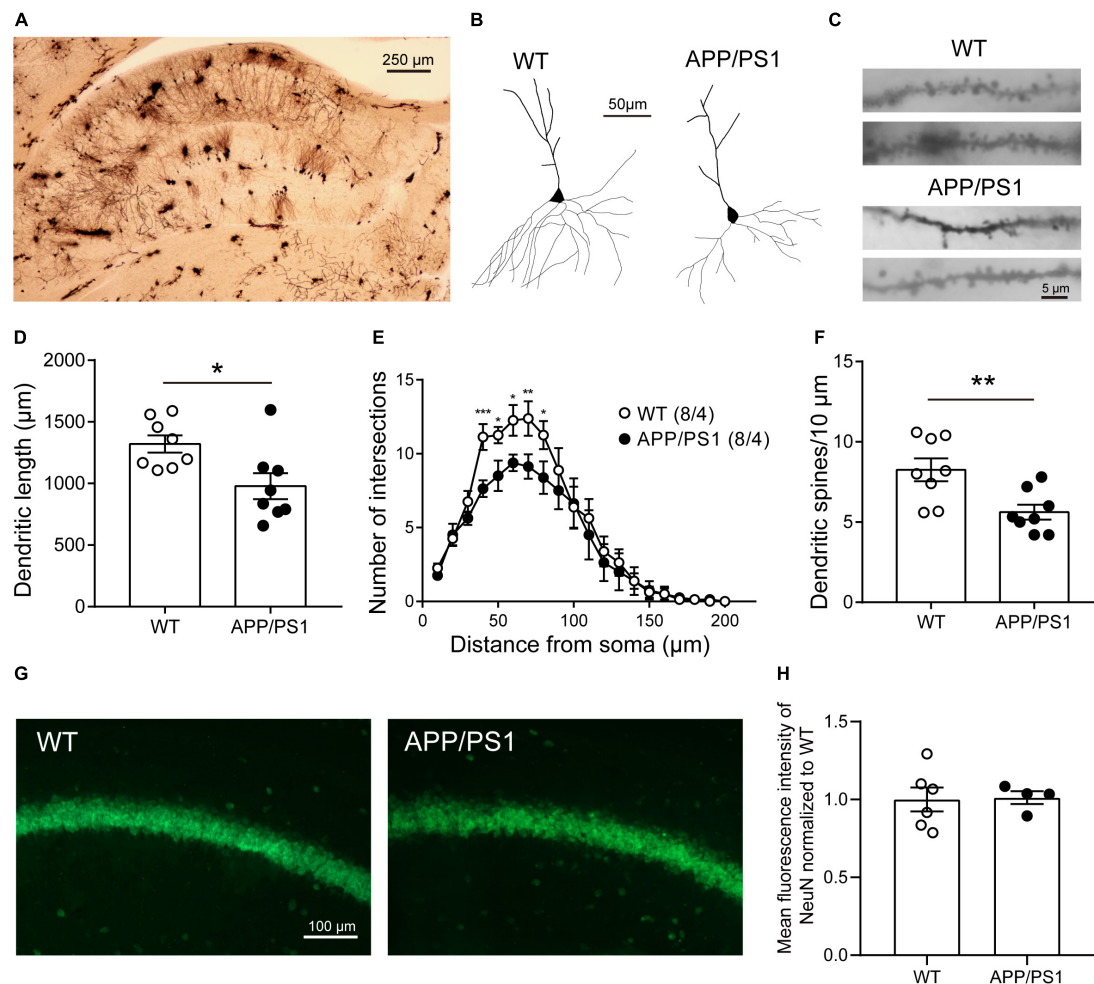 A
250 µm
B
WT
APP/PS1
50µm
C
WT
APP/PS1
5 µm
D
Dendritic length (µm)
2000
1500
1000
500
0
*
WT
APP/PS1
E
Number of intersections
15
10
5
0
***
*
*
**
*
WT (8/4)
APP/PS1 (8/4)
0
50
100
150
200
Distance from soma (µm)
F
Dendritic spines/10 µm
15
10
5
0
**
WT
APP/PS1
G
WT
100 µm
APP/PS1
H
Mean fluorescence intensity of
NeuN normalized to WT
1.5
1.0
0.5
0.0
WT
APP/PS1